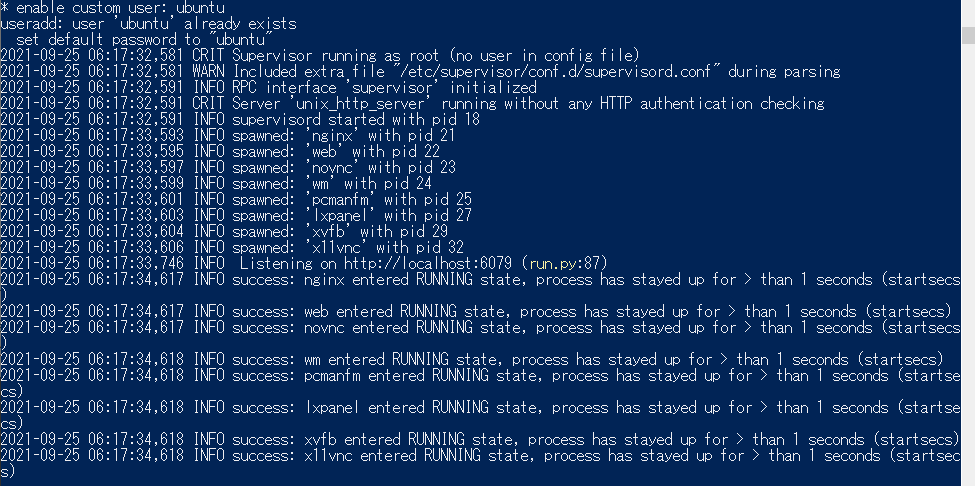 * enable custom user: ubuntu
useradd: user 'ubuntu' already exists
  set default password to "ubuntu"
2021-09-25 06:17:32,581 CRIT Supervisor running as root (no user in config file)
2021-09-25 06:17:32,581 WARN Included extra file "/etc/supervisor/conf.d/supervisord.conf" during parsing
2021-09-25 06:17:32,591 INFO RPC interface 'supervisor' initialized
2021-09-25 06:17:32,591 CRIT Server 'unix_http_server' running without any HTTP authentication checking
2021-09-25 06:17:32,591 INFO supervisord started with pid 18
2021-09-25 06:17:33,593 INFO spawned: 'nginx' with pid 21
2021-09-25 06:17:33,595 INFO spawned: 'web' with pid 22
2021-09-25 06:17:33,597 INFO spawned: 'novnc' with pid 23
2021-09-25 06:17:33,599 INFO spawned: 'wm' with pid 24
2021-09-25 06:17:33,601 INFO spawned: 'pcmanfm' with pid 25
2021-09-25 06:17:33,603 INFO spawned: 'lxpanel' with pid 27
2021-09-25 06:17:33,604 INFO spawned: 'xvfb' with pid 29
2021-09-25 06:17:33,606 INFO spawned: 'x11vnc' with pid 32
2021-09-25 06:17:33,746 INFO  Listening on http://localhost:6079 (run.py:87)
2021-09-25 06:17:34,617 INFO success: nginx entered RUNNING state, process has stayed up for > than 1 seconds (startsecs
)
2021-09-25 06:17:34,617 INFO success: web entered RUNNING state, process has stayed up for > than 1 seconds (startsecs)
2021-09-25 06:17:34,617 INFO success: novnc entered RUNNING state, process has stayed up for > than 1 seconds (startsecs
)
2021-09-25 06:17:34,618 INFO success: wm entered RUNNING state, process has stayed up for > than 1 seconds (startsecs)
2021-09-25 06:17:34,618 INFO success: pcmanfm entered RUNNING state, process has stayed up for > than 1 seconds (startse
cs)
2021-09-25 06:17:34,618 INFO success: lxpanel entered RUNNING state, process has stayed up for > than 1 seconds (startse
cs)
2021-09-25 06:17:34,618 INFO success: xvfb entered RUNNING state, process has stayed up for > than 1 seconds (startsecs)
2021-09-25 06:17:34,618 INFO success: x11vnc entered RUNNING state, process has stayed up for > than 1 seconds (startsec
s)